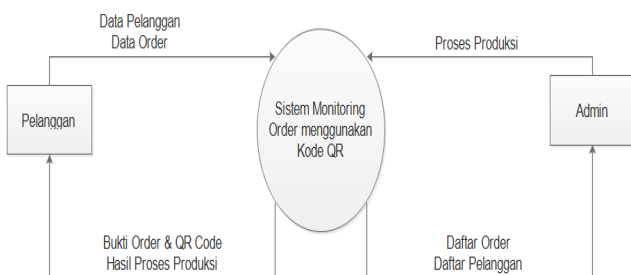 Data Pelanggan
Data Order
Proses Produksi
Pelanggan
Sistem Monitoring
Order menggunakan
Kode QR
Admin
Bukti Order & QR Code
Hasil Proses Produksi
Daftar Order
Daftar Pelanggan